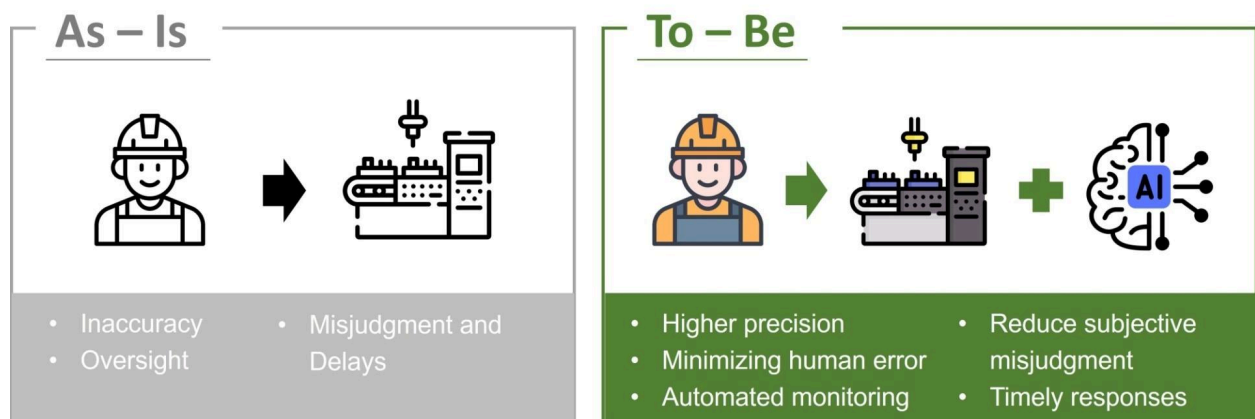 As – Is
• Inaccuracy
• Oversight
• Misjudgment and
Delays
To – Be
AI
• Higher precision
• Minimizing human error
• Automated monitoring
• Reduce subjective
misjudgment
• Timely responses